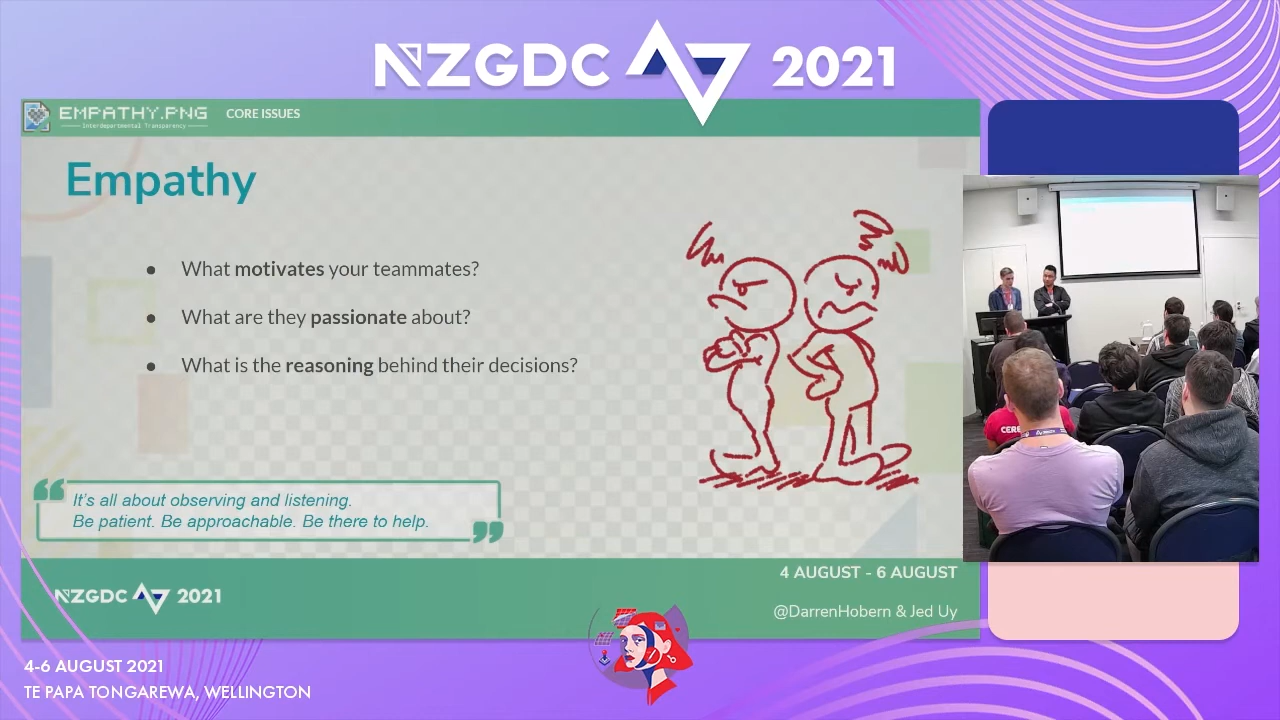 NZGDC 2021
EMPATHY.PNG
Interdepartmental Transparency
CORE ISSUES
Empathy
• What motivates your teammates?
• What are they passionate about?
• What is the reasoning behind their decisions?
“ It's all about observing and listening.
Be patient. Be approachable. Be there to help. ”
CERE
4 AUGUST - 6 AUGUST
NZGDC 2021
@DarrenHobern & Jed Uy
4-6 AUGUST 2021
TE PAPA TONGAREWA, WELLINGTON